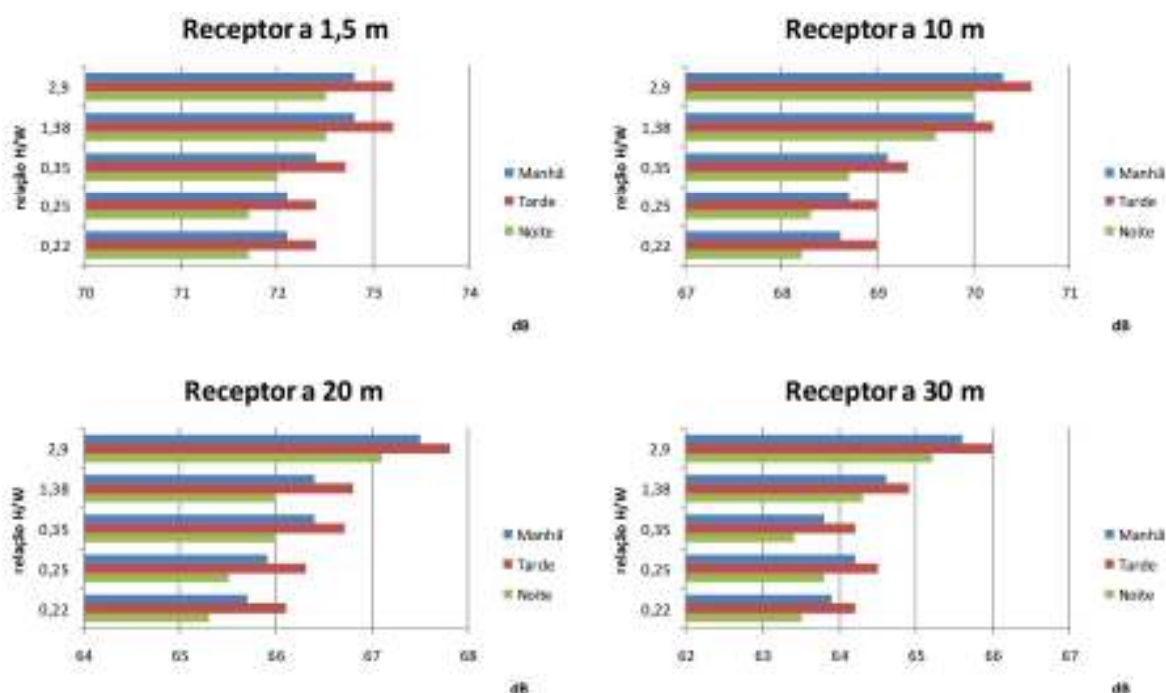 Receptor a 1,5 m
relação H/W
2,9
1,38
0,35
0,25
0,22
70 71 72 73 74
dB
Manhã
Tarde
Noite
Receptor a 10 m
relação H/W
2,9
1,38
0,35
0,25
0,22
67 68 69 70 71
dB
Manhã
Tarde
Noite
Receptor a 20 m
relação H/W
2,9
1,38
0,35
0,25
0,22
64 65 66 67 68
dB
Manhã
Tarde
Noite
Receptor a 30 m
relação H/W
2,9
1,38
0,35
0,25
0,22
62 63 64 65 66 67
dB
Manhã
Tarde
Noite